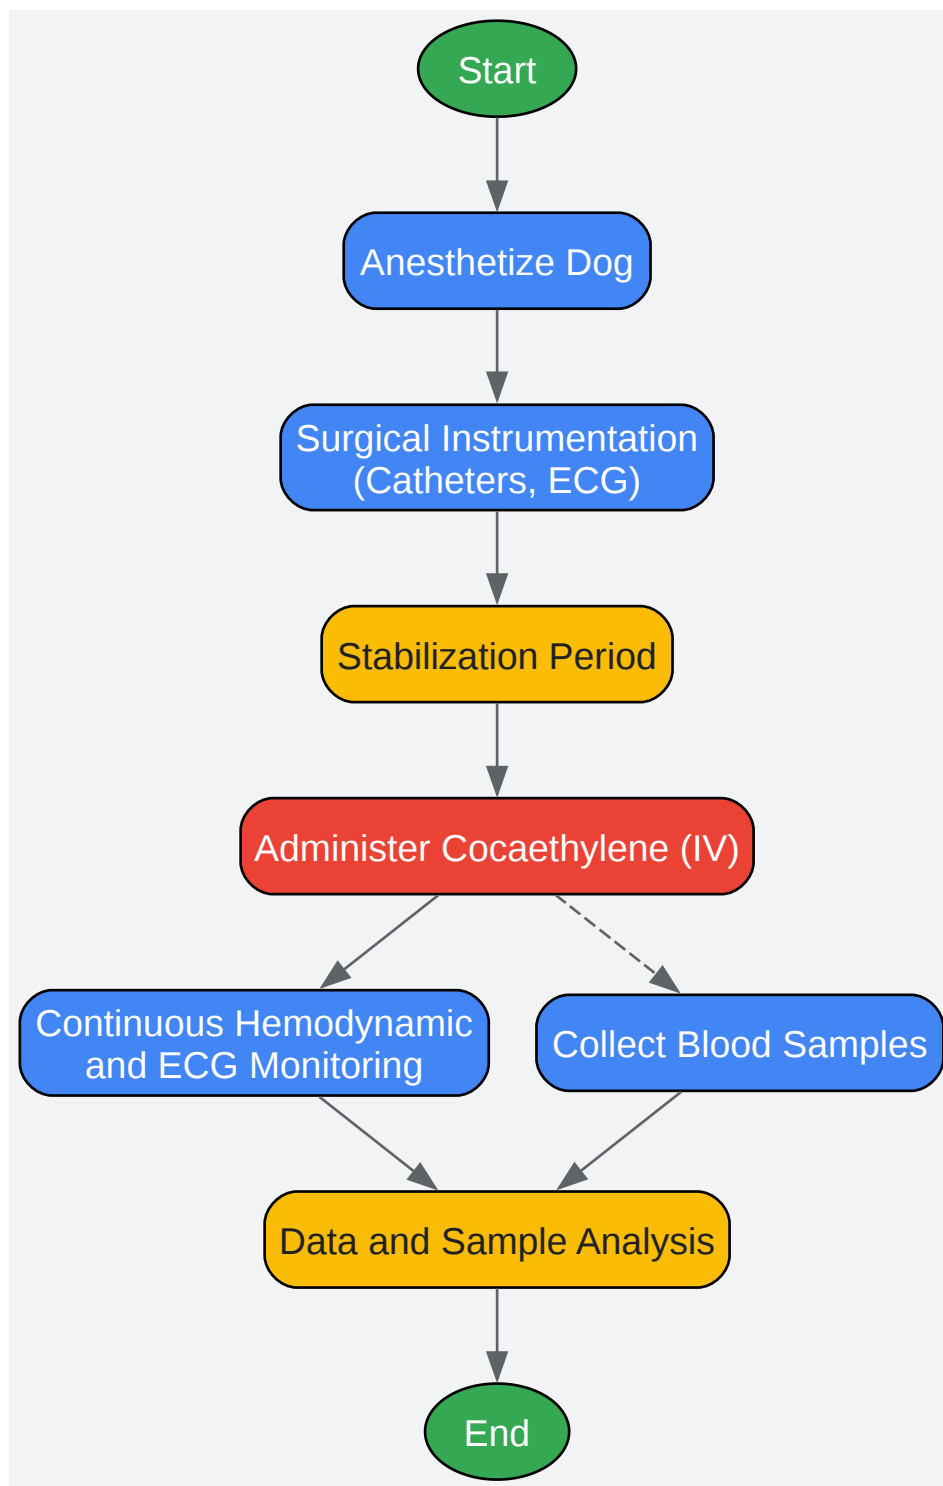 Start
Anesthetize Dog
Surgical Instrumentation
(Catheters, ECG)
Stabilization Period
Administer Cocaethylene (IV)
Continuous Hemodynamic
and ECG Monitoring
Collect Blood Samples
Data and Sample Analysis
End